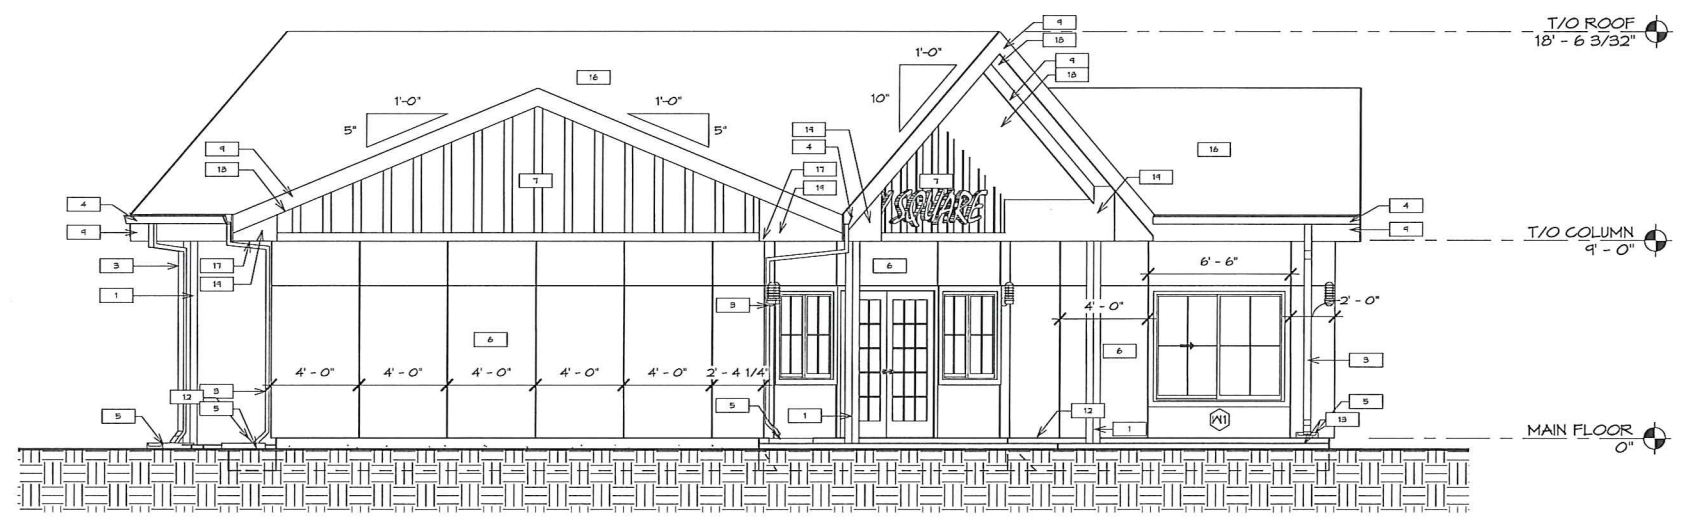 9
T/O ROOF
18' - 6 3/32"
18
1'-0"
9
16
18
10"
1'-0"
1'-0"
5"
5"
19
9
4
16
18
17
7
7
19
19
4
SQUARE
4
9
9
T/O COLUMN
9' - 0"
3
17
6
6' - 6"
19
1
3
4' - 0"
2' - 0"
6
6
3
4' - 0"
4' - 0"
4' - 0"
4' - 0"
4' - 0"
2' - 4 1/4"
3
12
5
5
5
1
12
5
13
W1
1
MAIN FLOOR
0"